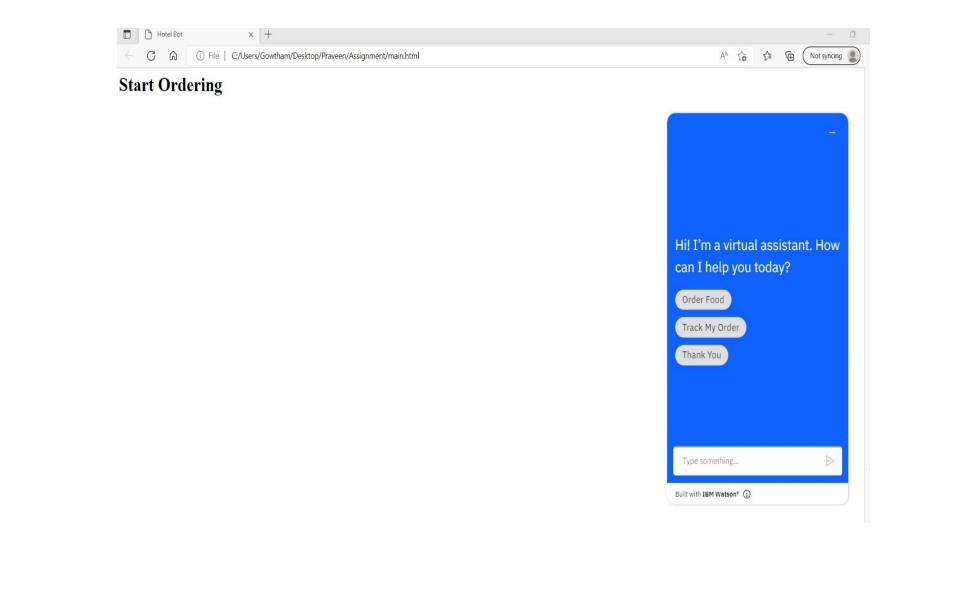 Hotel Bot
File | C:/Users/Gowtham/Desktop/Praveen/Assignment/main.html
Not syncing
Start Ordering
Hi! I'm a virtual assistant. How
can I help you today?
Order Food
Track My Order
Thank You
Type something...
Built with IBM Watson®